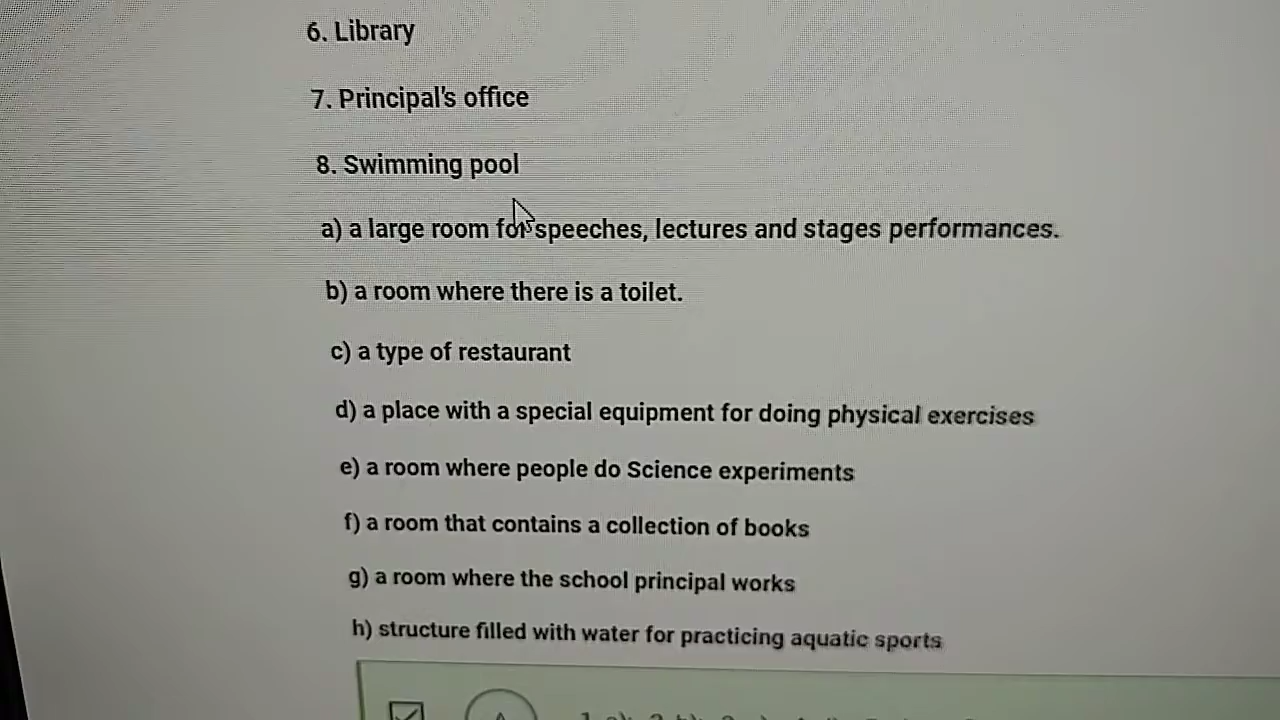 6. Library
7. Principal's office
8. Swimming pool
a) a large room for speeches, lectures and stages performances.
b) a room where there is a toilet.
c) a type of restaurant
d) a place with a special equipment for doing physical exercises
e) a room where people do Science experiments
f) a room that contains a collection of books
g) a room where the school principal works
h) structure filled with water for practicing aquatic sports